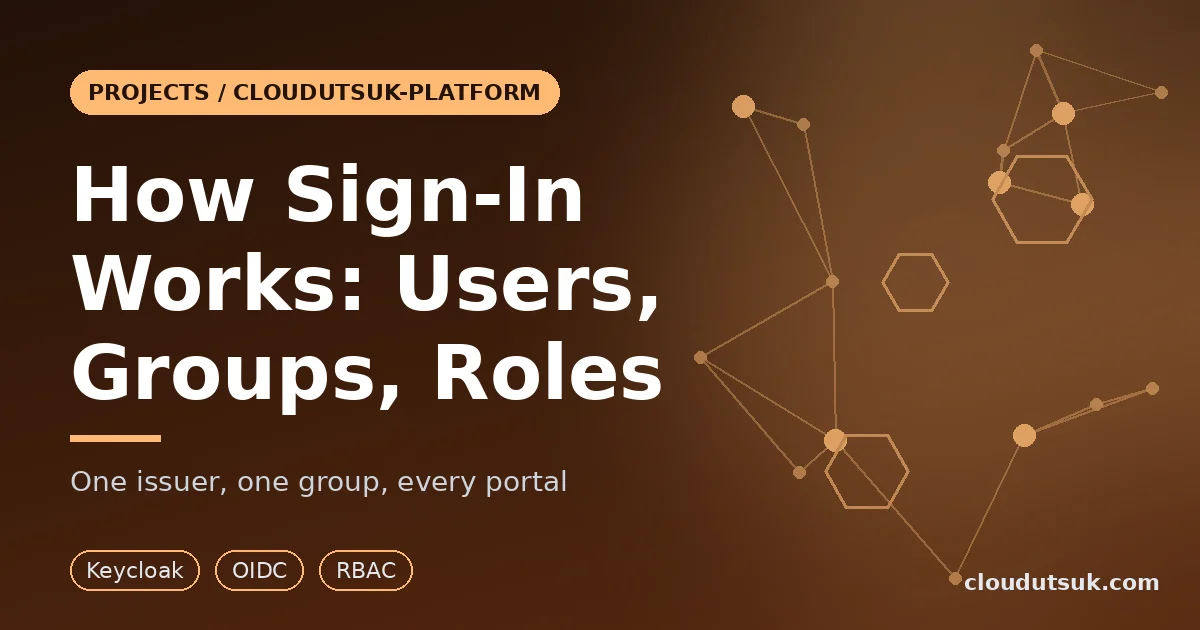 PROJECTS / CLOUDUTSUK-PLATFORM
How Sign-In
Works: Users,
Groups, Roles
One issuer, one group, every portal
Keycloak
OIDC
RBAC
cloudutsuk.com